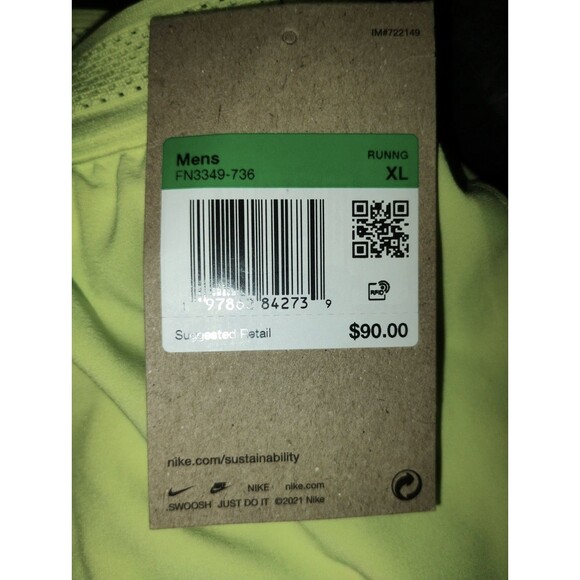 IM#722149
Mens RUNNG
FN3349-736 XL
84273 9
Suggested Retail $90.00
nike.com/sustainability
NIKE nike.com
.SWOOSH JUST DO IT ©2021 Nike